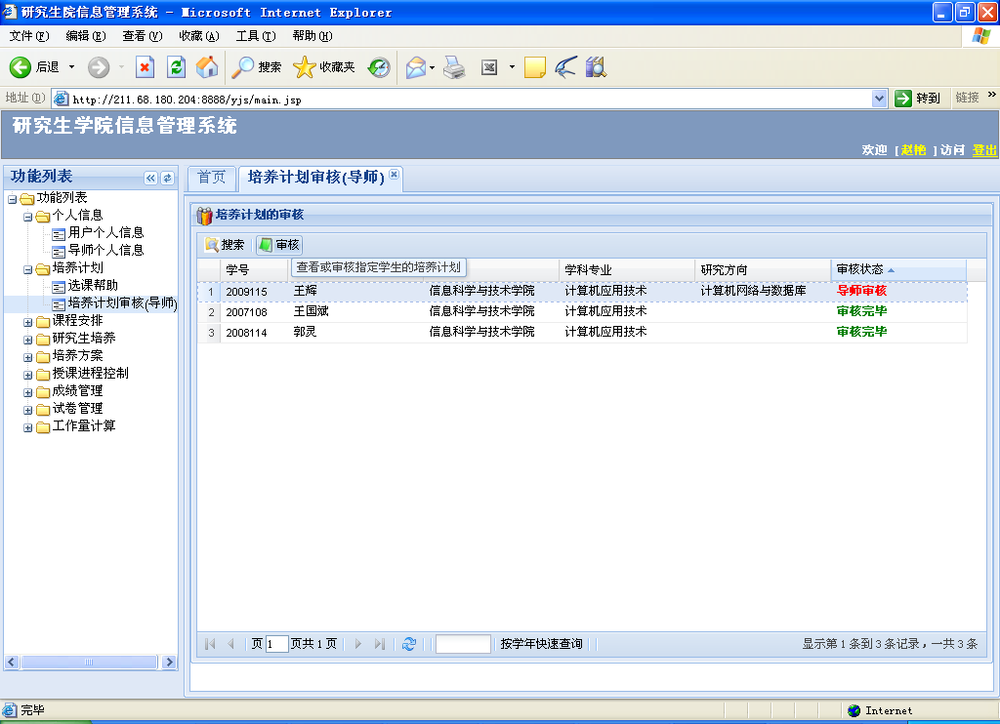 研究生院信息管理系统 - Microsoft Internet Explorer
文件(F) 编辑(E) 查看(V) 收藏(A) 工具(T) 帮助(H)
后退 搜索 收藏夹
地址(D) http://211.68.180.204:8888/yjs/main.jsp 转到 链接 »
研究生学院信息管理系统
欢迎 [赵艳] 访问 登出
功能列表
首页 培养计划审核(导师)
功能列表
个人信息
用户个人信息
导师个人信息
培养计划
选课帮助
培养计划审核(导师)
课程安排
研究生培养
培养方案
授课进程控制
成绩管理
试卷管理
工作量计算
培养计划的审核
搜索 审核
查看或审核指定学生的培养计划
学号 学科专业 研究方向 审核状态
1 2009115 王辉 信息科学与技术学院 计算机应用技术 计算机网络与数据库 导师审核
2 2007108 王国斌 信息科学与技术学院 计算机应用技术 审核完毕
3 2008114 郭灵 信息科学与技术学院 计算机应用技术 审核完毕
页 1 页共 1 页 按学年快速查询 显示第 1 条到 3 条记录，一共 3 条
完毕 Internet